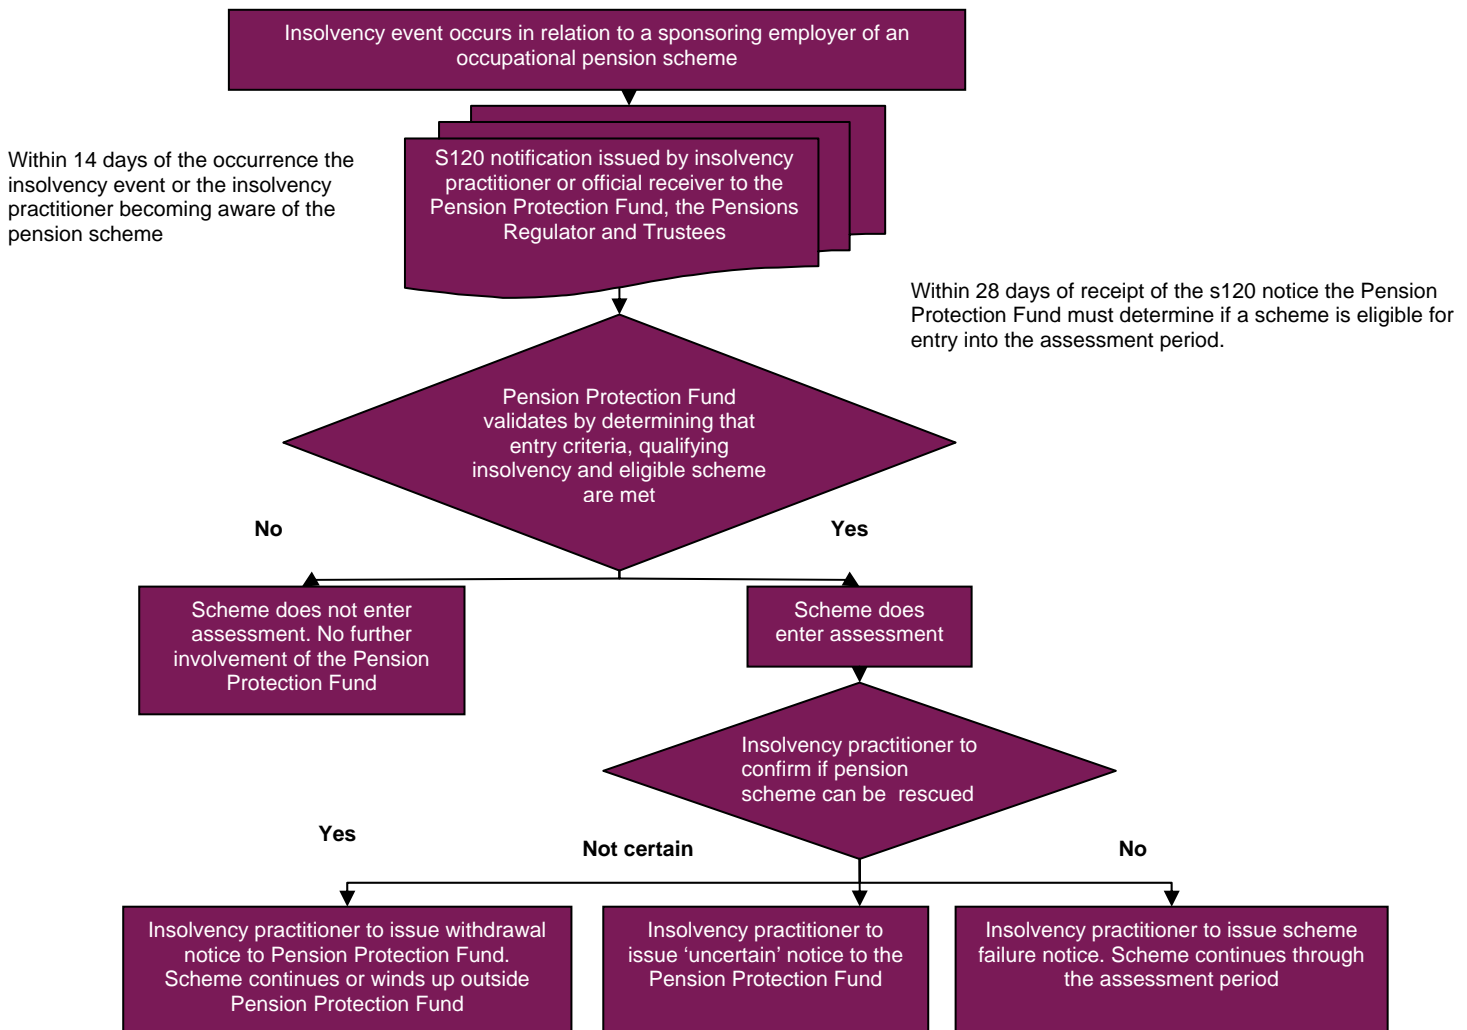 Insolvency event occurs in relation to a sponsoring employer of an
occupational pension scheme
Within 14 days of the occurrence the
insolvency event or the insolvency
practitioner becoming aware of the
pension scheme
S120 notification issued by insolvency
practitioner or official receiver to the
Pension Protection Fund, the Pensions
Regulator and Trustees
Within 28 days of receipt of the s120 notice the Pension
Protection Fund must determine if a scheme is eligible for
entry into the assessment period.
Pension Protection Fund
validates by determining that
entry criteria, qualifying
insolvency and eligible scheme
are met
No
Yes
Scheme does not enter
assessment. No further
involvement of the Pension
Protection Fund
Scheme does
enter assessment
Insolvency practitioner to
confirm if pension
scheme can be rescued
Yes
Not certain
No
Insolvency practitioner to issue withdrawal
notice to Pension Protection Fund.
Scheme continues or winds up outside
Pension Protection Fund
Insolvency practitioner to
issue ‘uncertain’ notice to the
Pension Protection Fund
Insolvency practitioner to issue scheme
failure notice. Scheme continues through
the assessment period